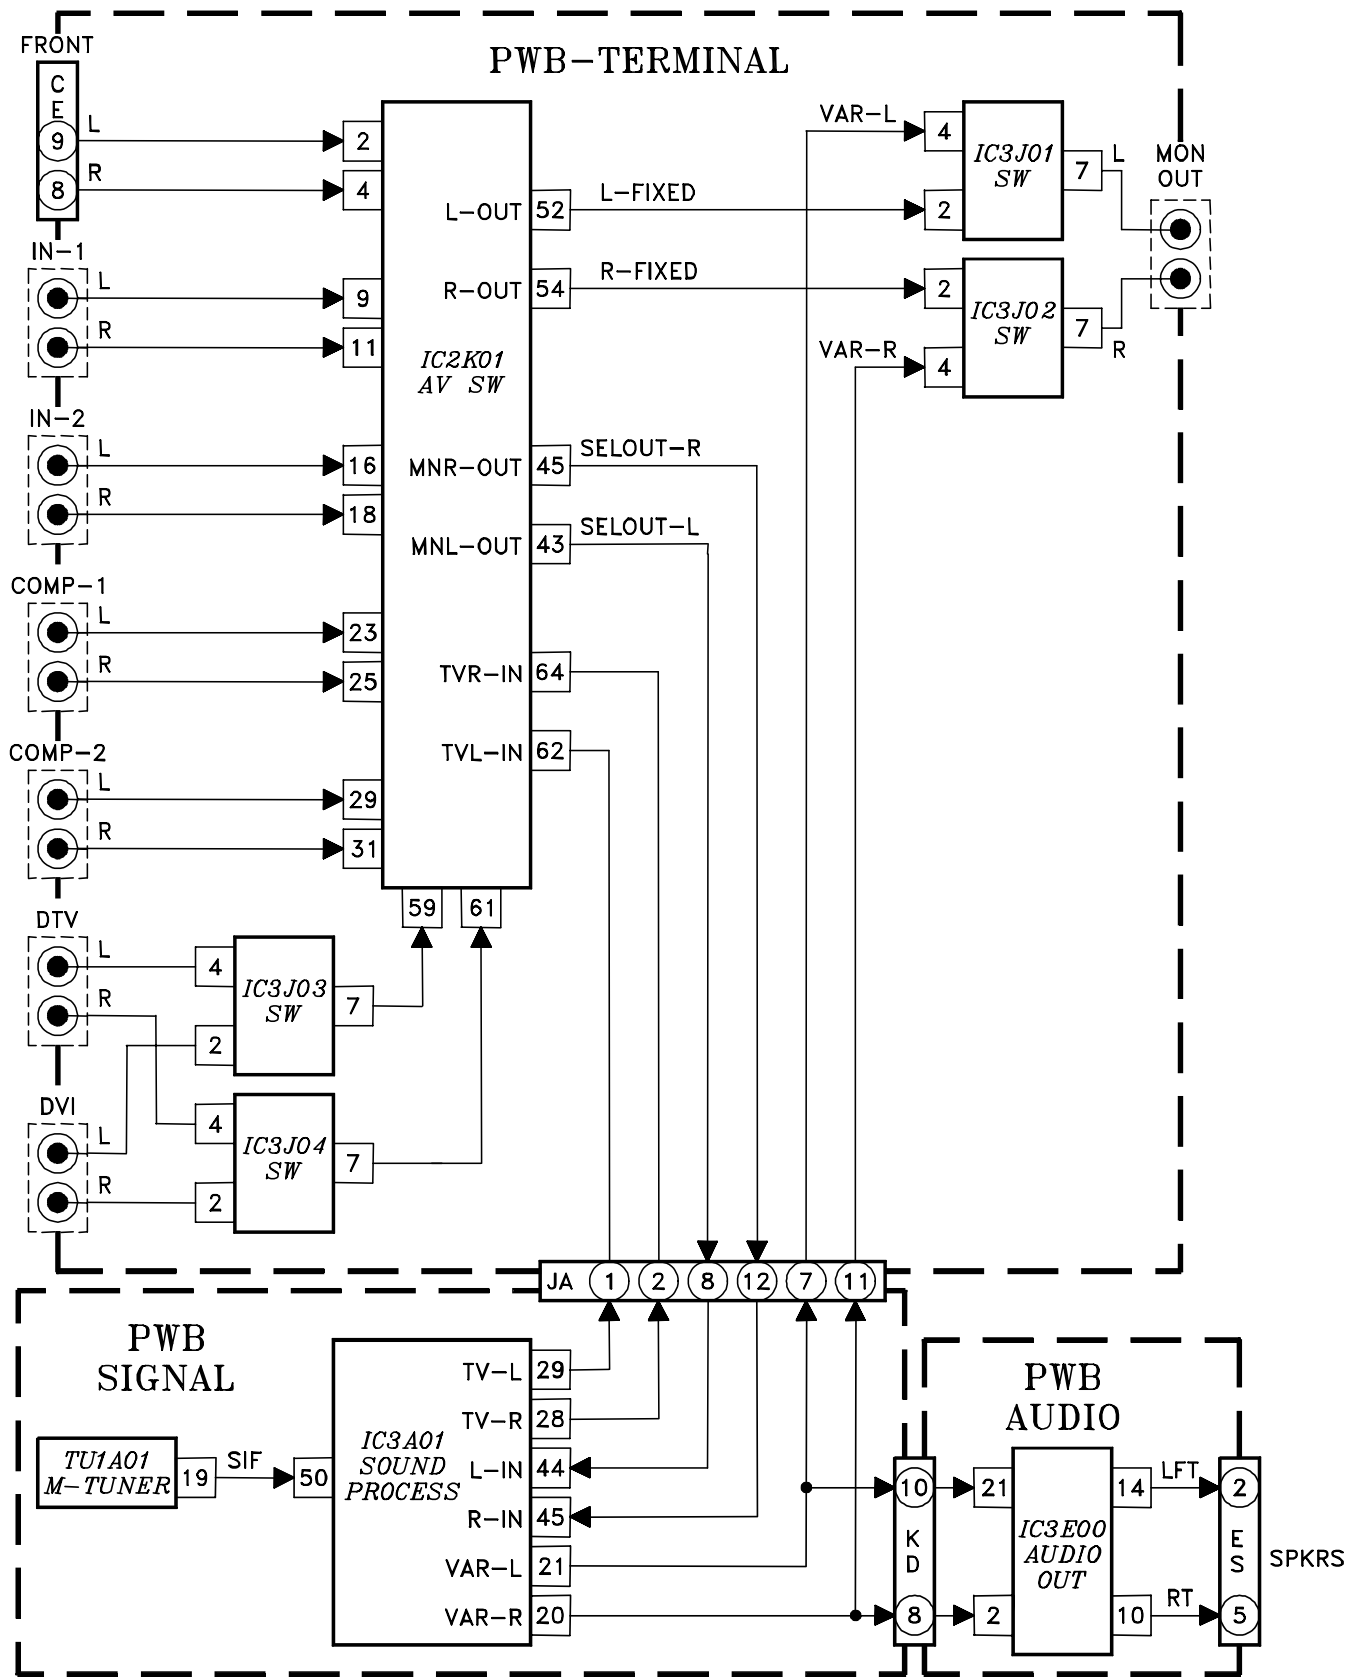 FRONT
PWB-TERMINAL
C
E
9
L
8
R
2
4
IN-1
L
R
9
11
IN-2
L
R
16
18
COMP-1
L
R
23
25
COMP-2
L
R
29
31
IC2K01
AV SW
L-OUT
52
L-FIXED
R-OUT
54
R-FIXED
MNR-OUT
45
SELOUT-R
MNL-OUT
43
SELOUT-L
TVR-IN
64
TVL-IN
62
59
61
VAR-L
4
2
IC3J01
SW
7
L
MON
OUT
2
VAR-R
4
IC3J02
SW
7
R
DTV
L
R
4
2
IC3J03
SW
7
DVI
L
R
4
2
IC3J04
SW
7
JA
1
2
8
12
7
11
PWB
SIGNAL
TU1A01
M-TUNER
19
SIF
50
IC3A01
SOUND
PROCESS
TV-L
29
TV-R
28
L-IN
44
R-IN
45
VAR-L
21
VAR-R
20
10
K
D
8
PWB
AUDIO
21
2
IC3E00
AUDIO
OUT
14
LFT
10
RT
2
E
S
5
SPKRS